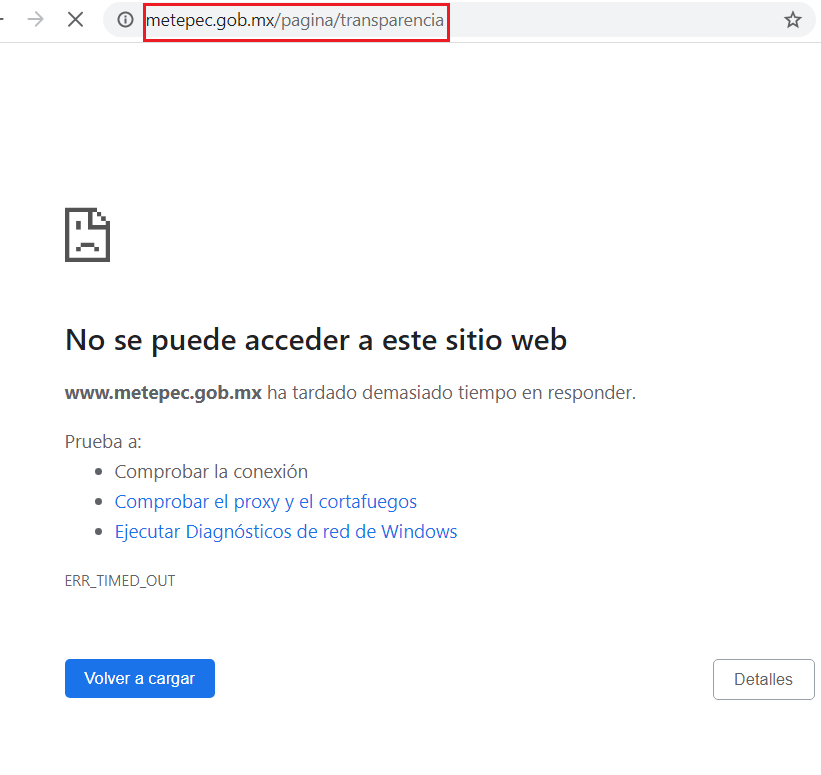 metepec.gob.mx/pagina/transparencia
No se puede acceder a este sitio web
www.metepec.gob.mx ha tardado demasiado tiempo en responder.
Prueba a:
Comprobar la conexión
Comprobar el proxy y el cortafuegos
Ejecutar Diagnósticos de red de Windows
ERR_TIMED_OUT
Volver a cargar
Detalles